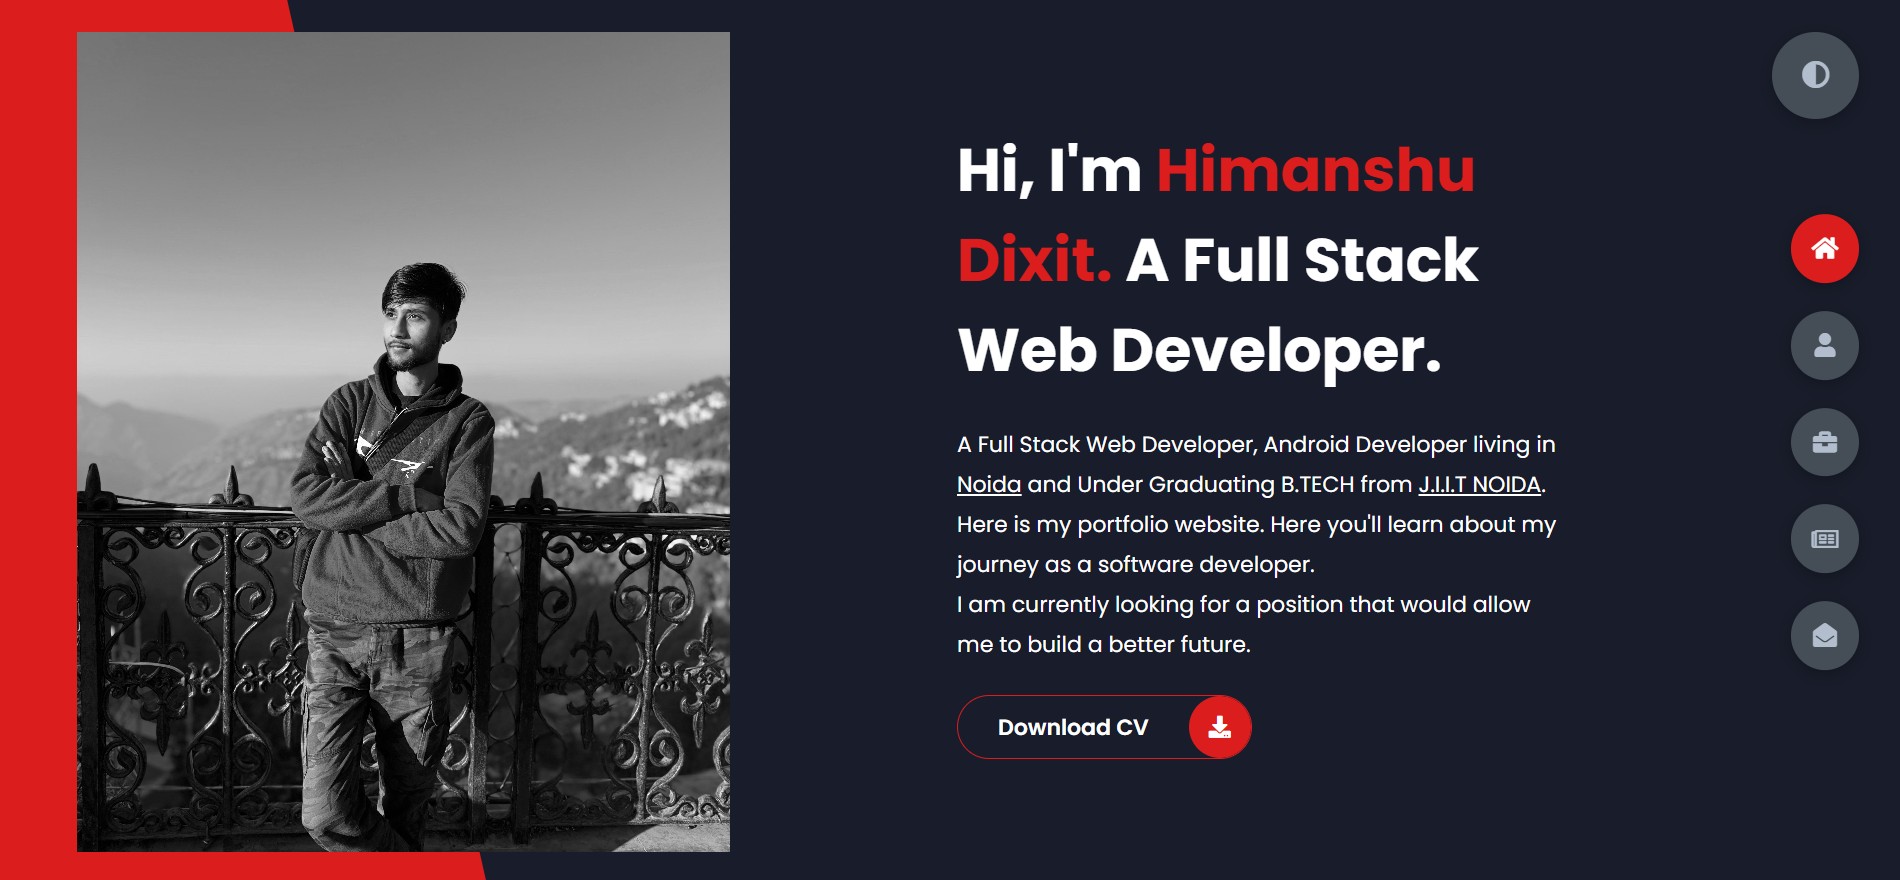 Hi, I'm Himanshu
Dixit. A Full Stack
Web Developer.
A Full Stack Web Developer, Android Developer living in
Noida and Under Graduating B.TECH from J.I.I.T NOIDA.
Here is my portfolio website. Here you'll learn about my
journey as a software developer.
I am currently looking for a position that would allow
me to build a better future.
Download CV